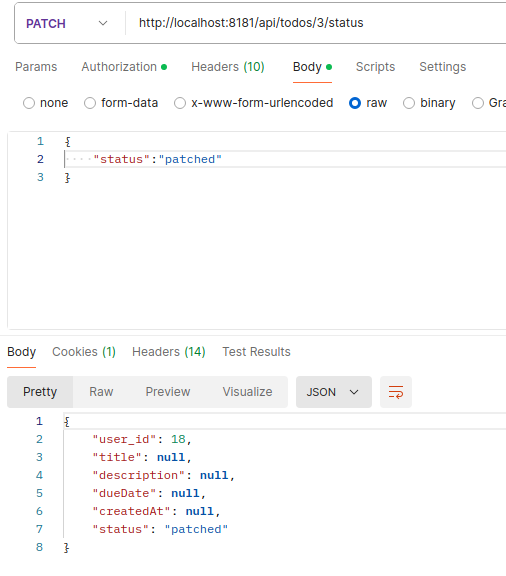 PATCH http://localhost:8181/api/todos/3/status
Params Authorization Headers (10) Body Scripts Settings
none form-data x-www-form-urlencoded raw binary Gra
1 {
2 "status":"patched"
3 }
Body Cookies (1) Headers (14) Test Results
Pretty Raw Preview Visualize JSON
1 {
2 "user_id": 18,
3 "title": null,
4 "description": null,
5 "dueDate": null,
6 "createdAt": null,
7 "status": "patched"
8 }